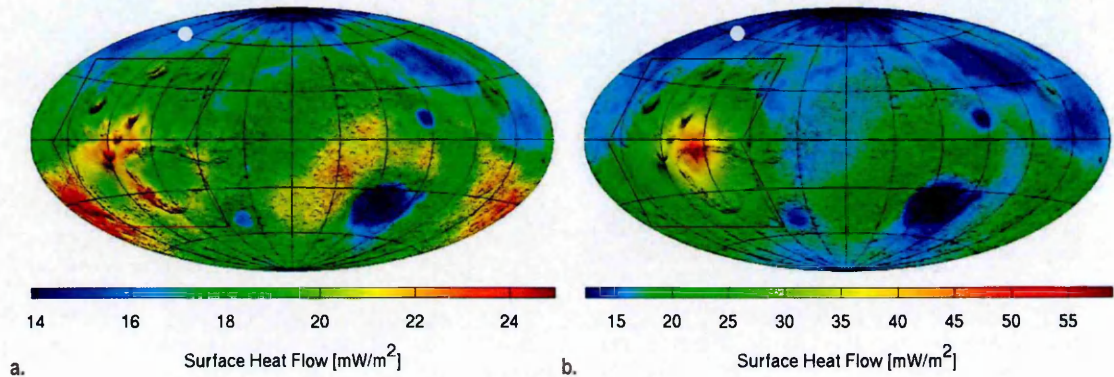 14 16 18 20 22 24
15 20 25 30 35 40 45 50 55
Surface Heat Flow [mW/m²]
Surface Heat Flow [mW/m²]
a.
b.